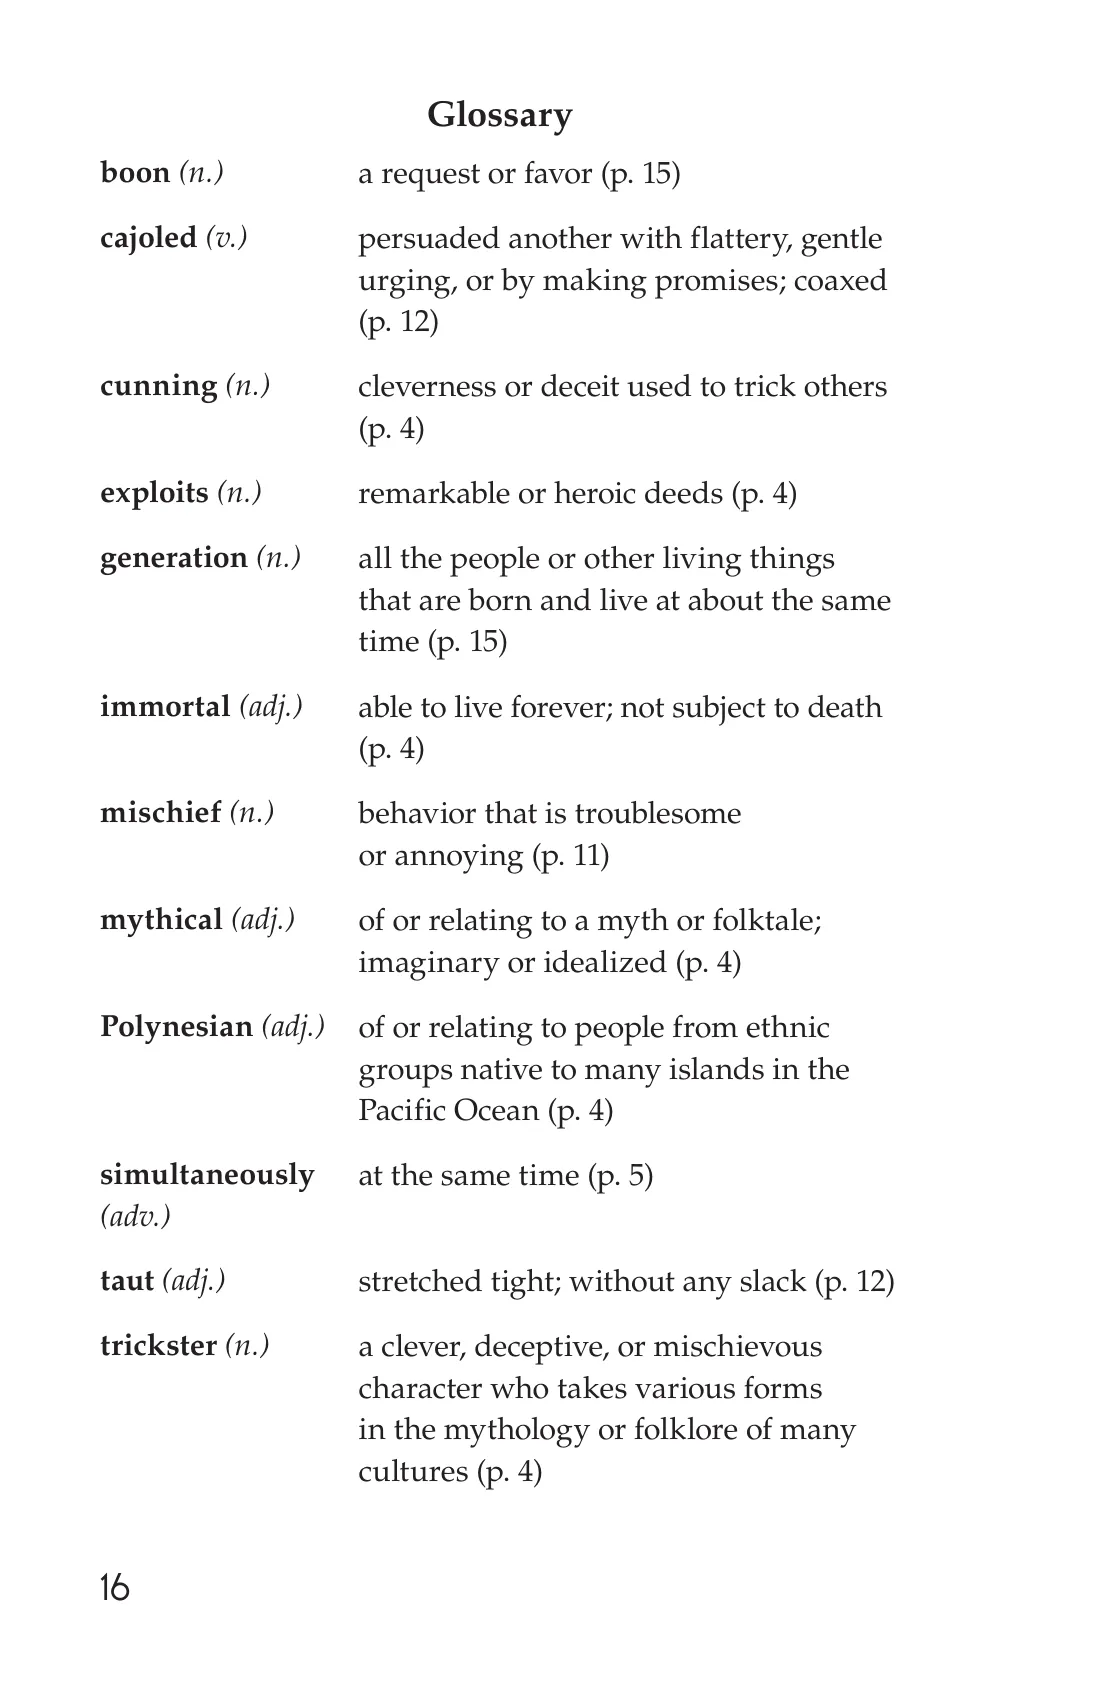 Glossary
boon (n.) a request or favor (p. 15)
cajoled (v.) persuaded another with flattery, gentle
urging, or by making promises; coaxed
(p. 12)
cunning (n.) cleverness or deceit used to trick others
(p. 4)
exploits (n.) remarkable or heroic deeds (p. 4)
generation (n.) all the people or other living things
that are born and live at about the same
time (p. 15)
immortal (adj.) able to live forever; not subject to death
(p. 4)
mischief (n.) behavior that is troublesome
or annoying (p. 11)
mythical (adj.) of or relating to a myth or folktale;
imaginary or idealized (p. 4)
Polynesian (adj.) of or relating to people from ethnic
groups native to many islands in the
Pacific Ocean (p. 4)
simultaneously at the same time (p. 5)
(adv.)
taut (adj.) stretched tight; without any slack (p. 12)
trickster (n.) a clever, deceptive, or mischievous
character who takes various forms
in the mythology or folklore of many
cultures (p. 4)
16